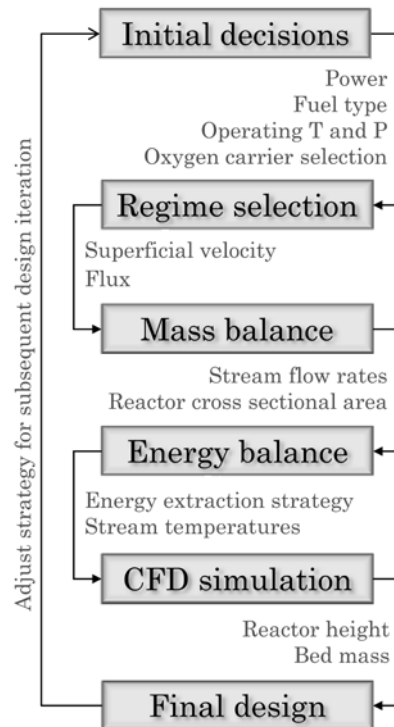 Initial decisions
Power
Fuel type
Operating T and P
Oxygen carrier selection
Regime selection
Superficial velocity
Flux
Mass balance
Stream flow rates
Reactor cross sectional area
Energy balance
Energy extraction strategy
Stream temperatures
CFD simulation
Reactor height
Bed mass
Final design
Adjust strategy for subsequent design iteration